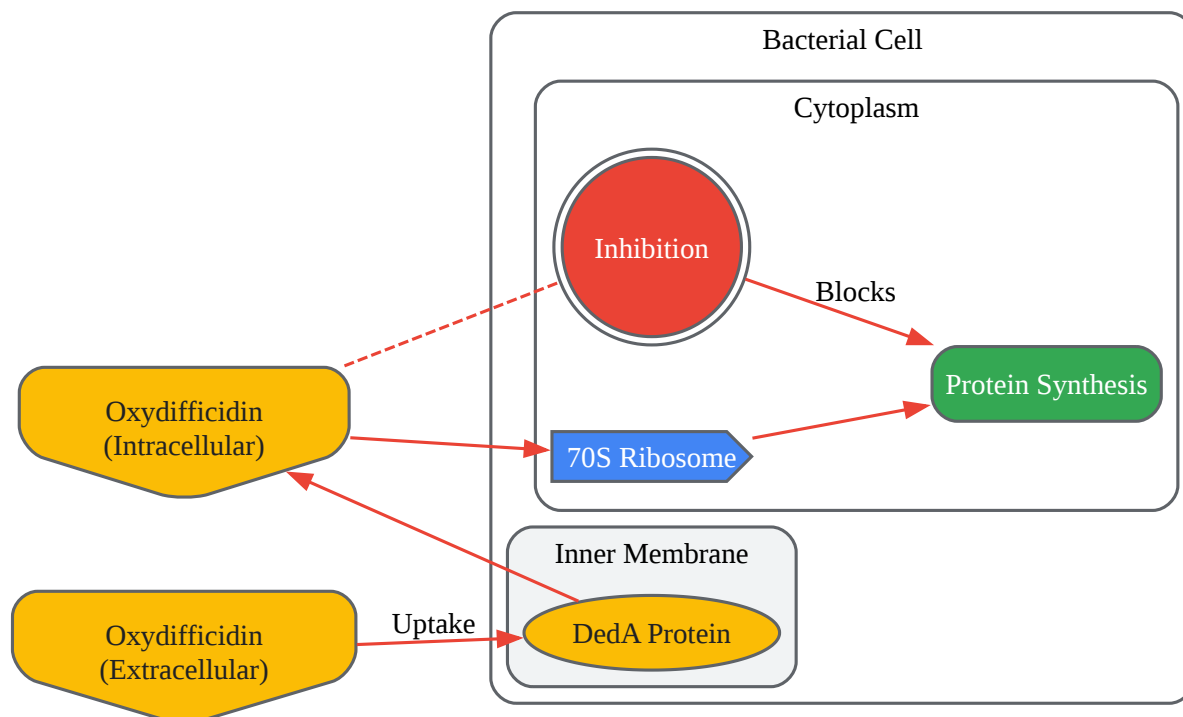 Bacterial Cell
Cytoplasm
Inhibition
Blocks
Protein Synthesis
Oxydifficidin
(Intracellular)
70S Ribosome
Inner Membrane
Uptake
DedA Protein
Oxydifficidin
(Extracellular)